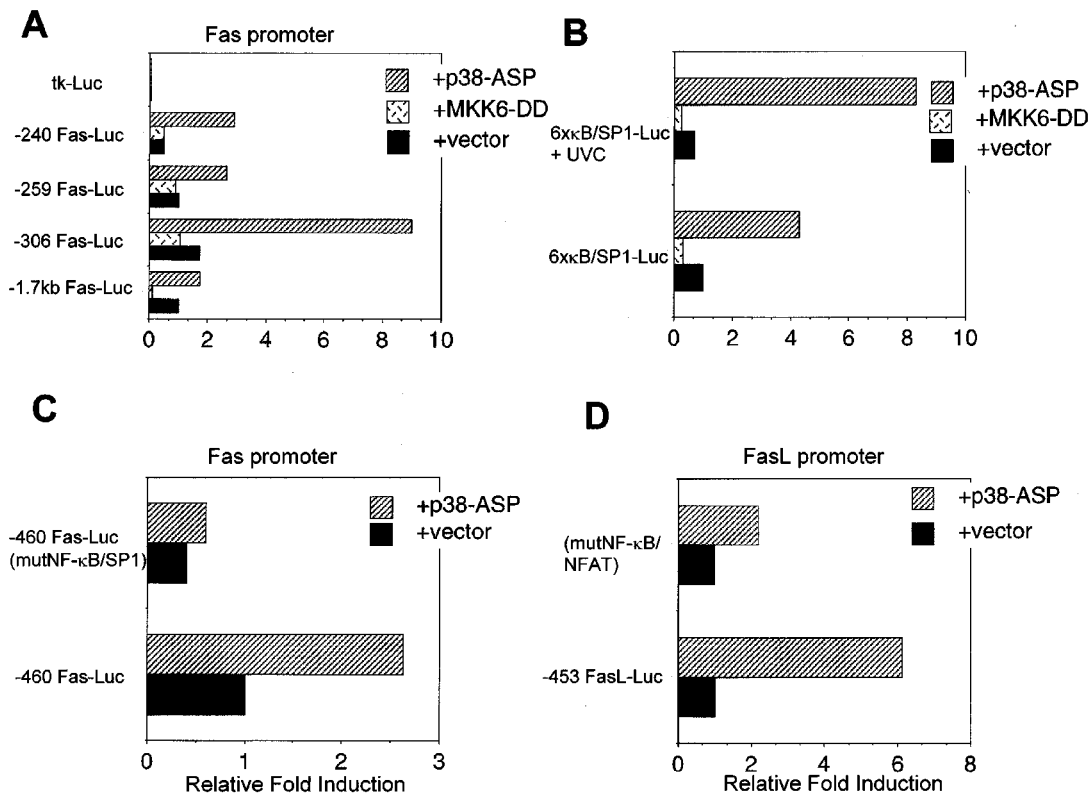 A
Fas promoter
tk-Luc
-240 Fas-Luc
-259 Fas-Luc
-306 Fas-Luc
-1.7kb Fas-Luc
+p38-ASP
+MKK6-DD
+vector
0 2 4 6 8 10
B
6xκB/SP1-Luc
+ UVC
6xκB/SP1-Luc
+p38-ASP
+MKK6-DD
+vector
0 2 4 6 8 10
C
Fas promoter
-460 Fas-Luc
(mutNF-κB/SP1)
-460 Fas-Luc
+p38-ASP
+vector
0 1 2 3
Relative Fold Induction
D
FasL promoter
(mutNF-κB/
NFAT)
-453 FasL-Luc
+p38-ASP
+vector
0 2 4 6 8
Relative Fold Induction